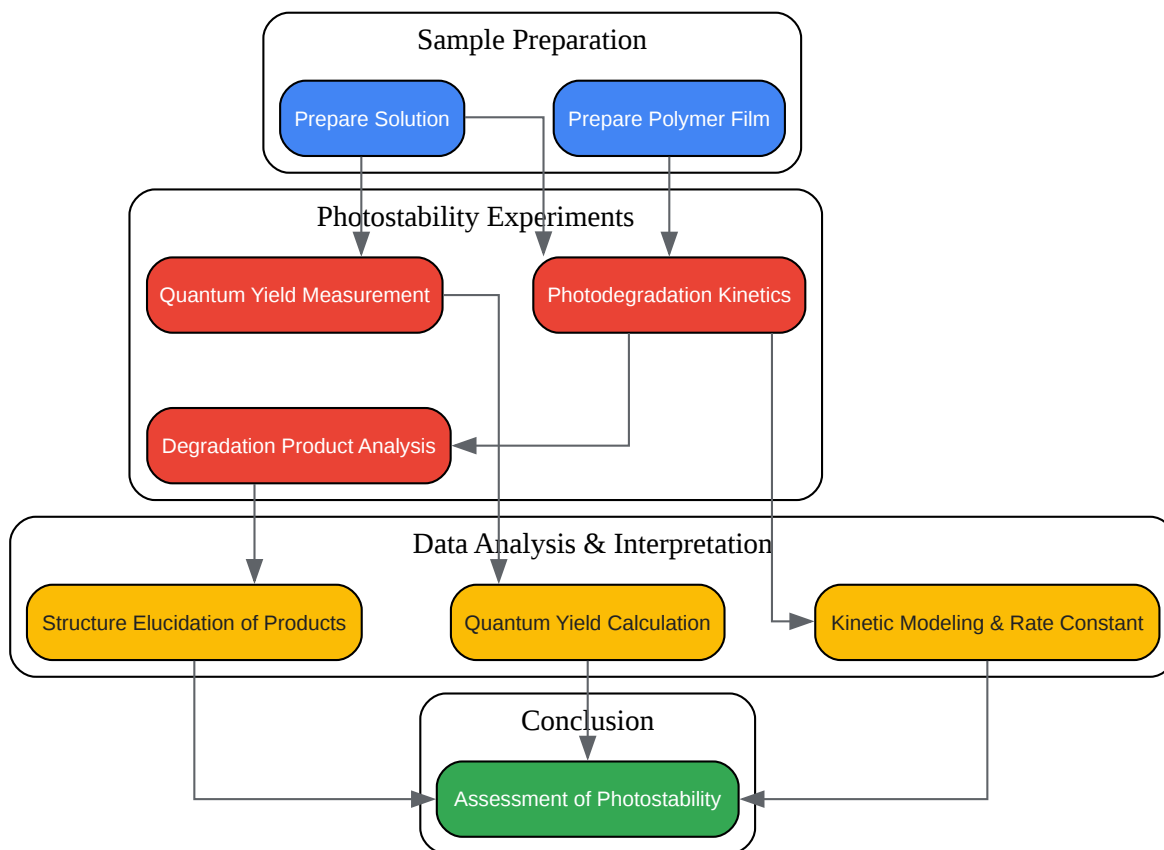 Sample Preparation
Prepare Solution
Prepare Polymer Film
Photostability Experiments
Quantum Yield Measurement
Photodegradation Kinetics
Degradation Product Analysis
Data Analysis & Interpretation
Structure Elucidation of Products
Quantum Yield Calculation
Kinetic Modeling & Rate Constant
Conclusion
Assessment of Photostability